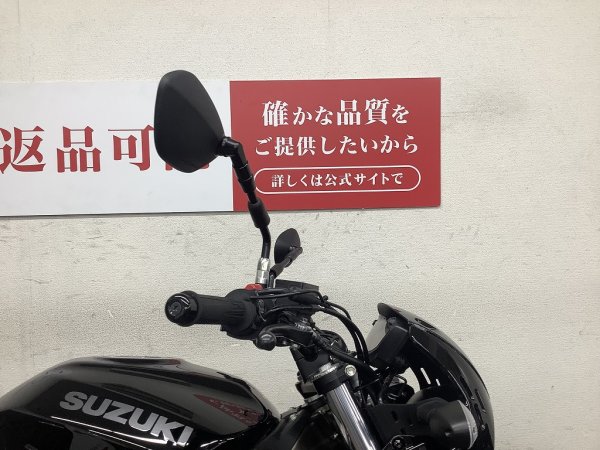 返品可
確かな品質を
ご提供したいから
詳しくは公式サイトで
SUZUKI